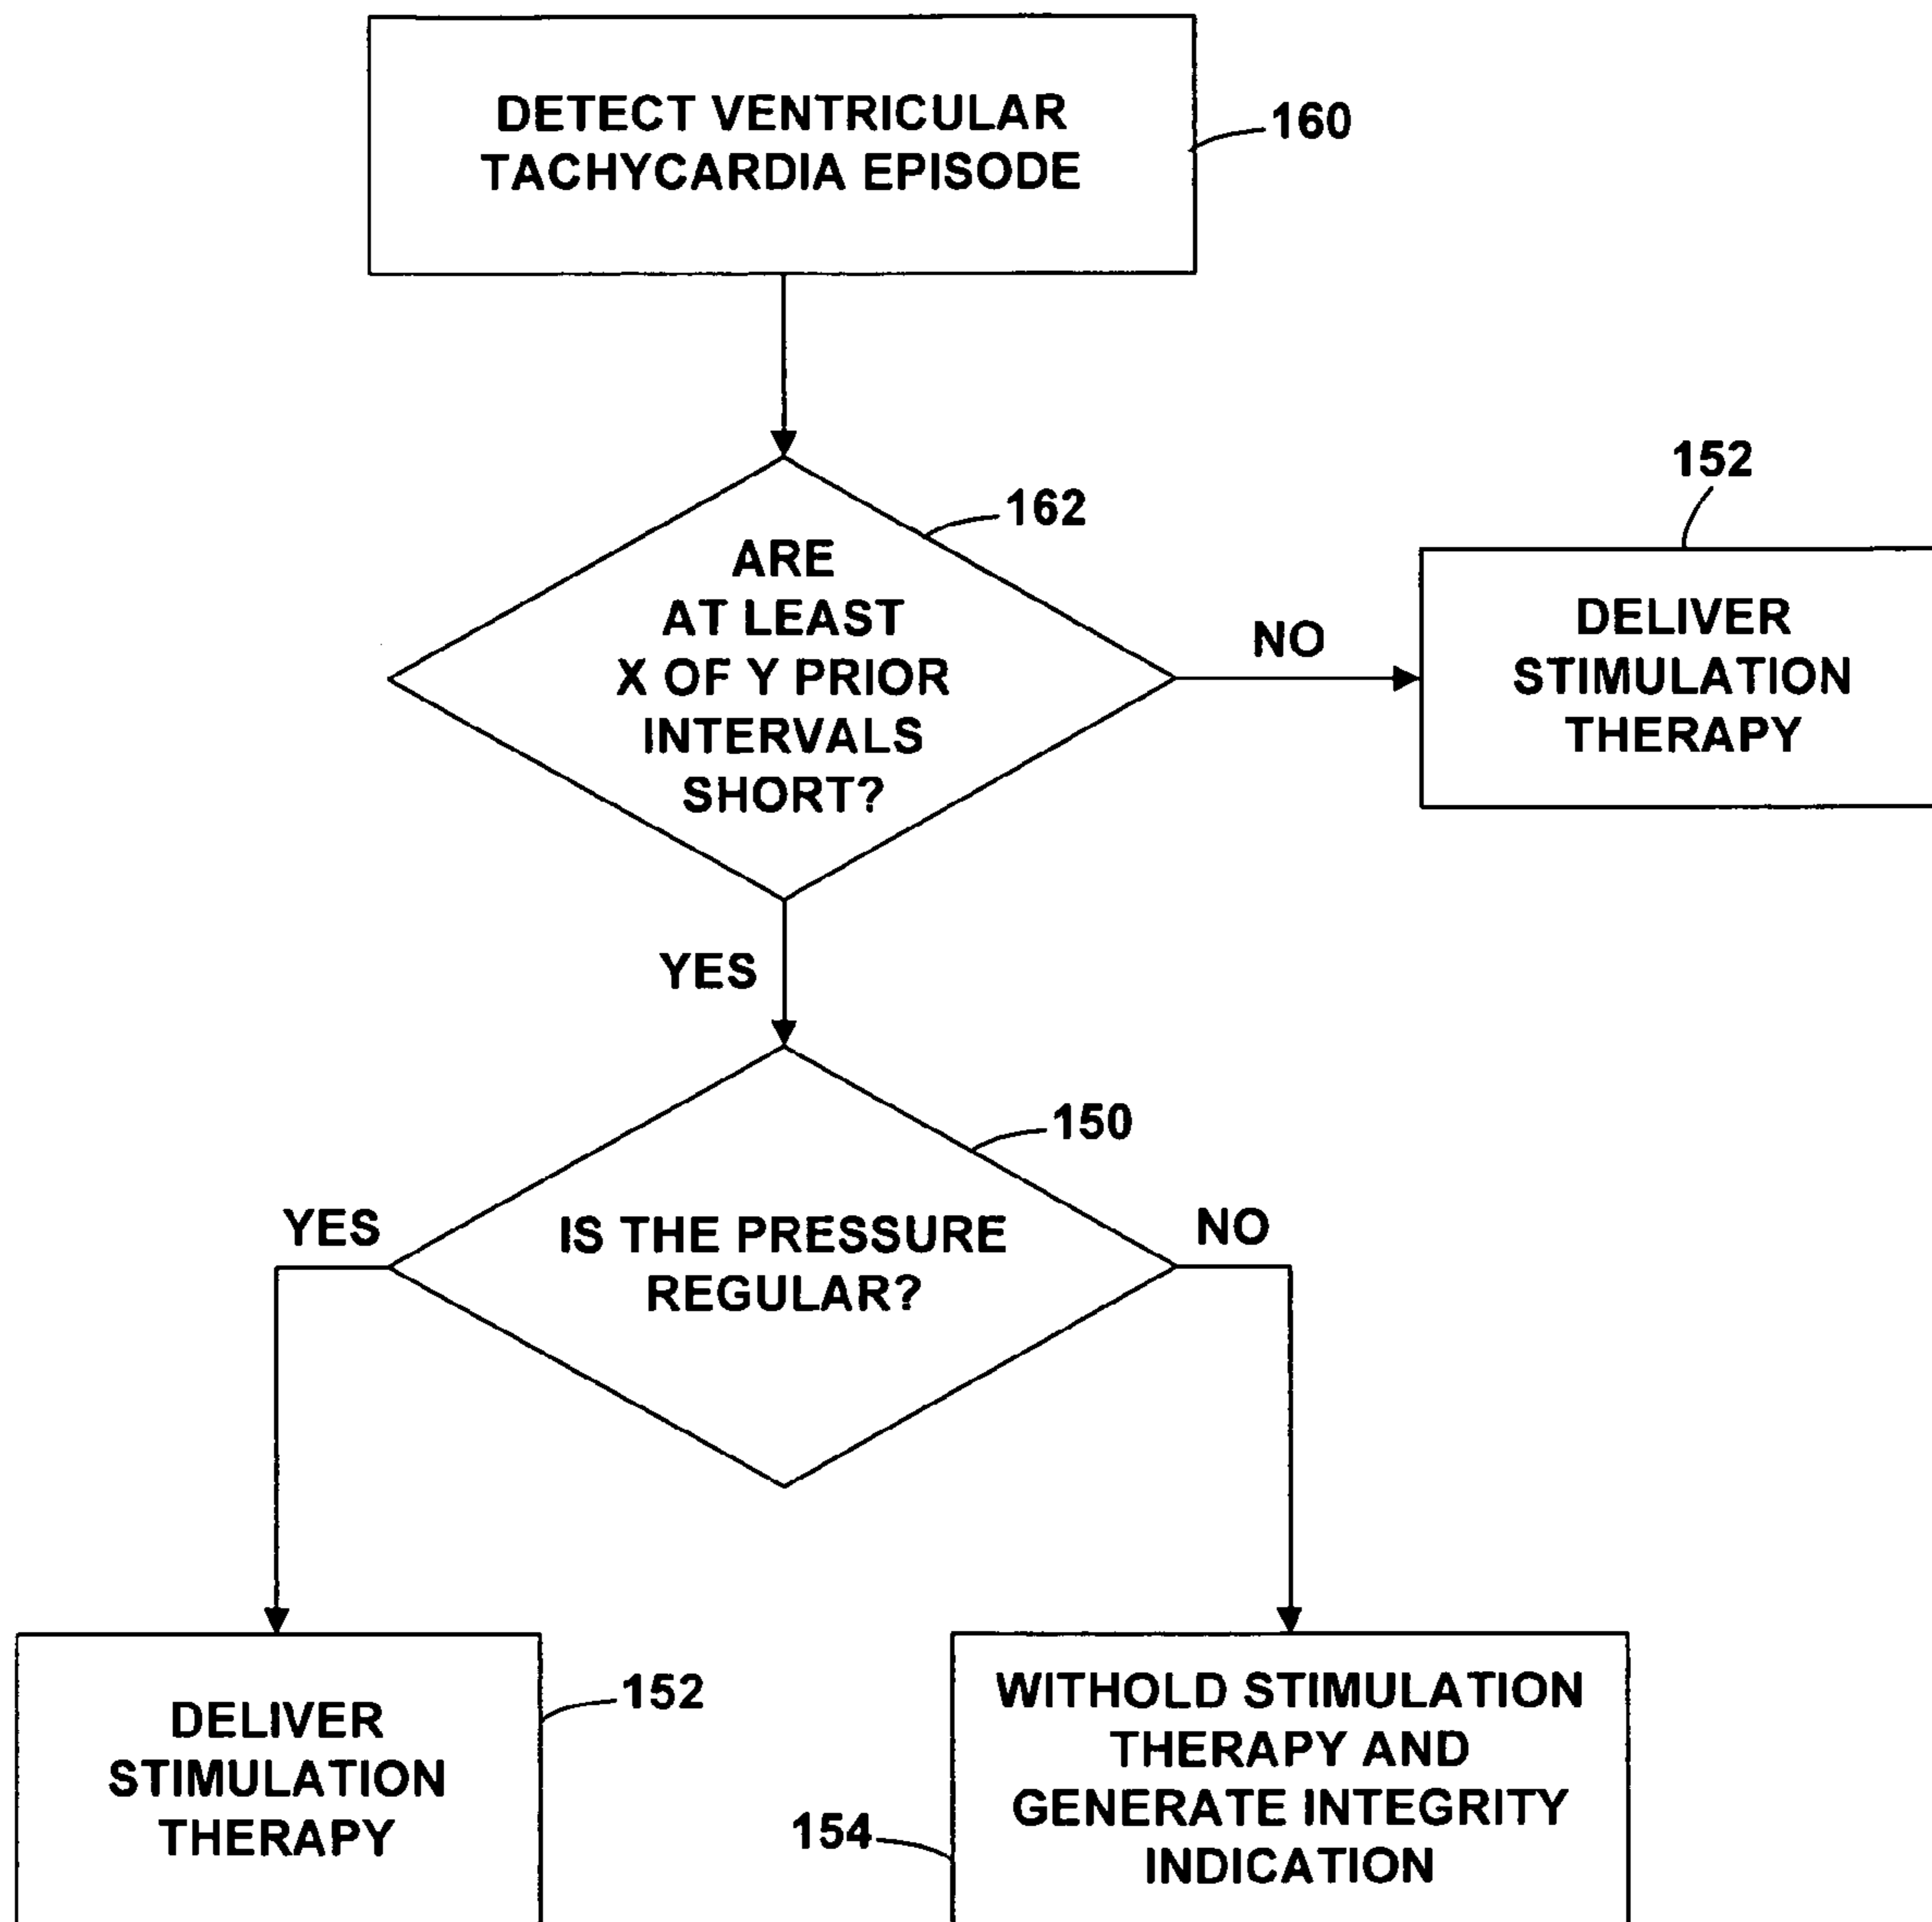 DETECT VENTRICULAR
TACHYCARDIA EPISODE
160
162
ARE
AT LEAST
X OF Y PRIOR
INTERVALS
SHORT?
NO
152
DELIVER
STIMULATION
THERAPY
YES
150
IS THE PRESSURE
REGULAR?
YES
NO
DELIVER
STIMULATION
THERAPY
152
WITHOLD STIMULATION
THERAPY AND
GENERATE INTEGRITY
INDICATION
154